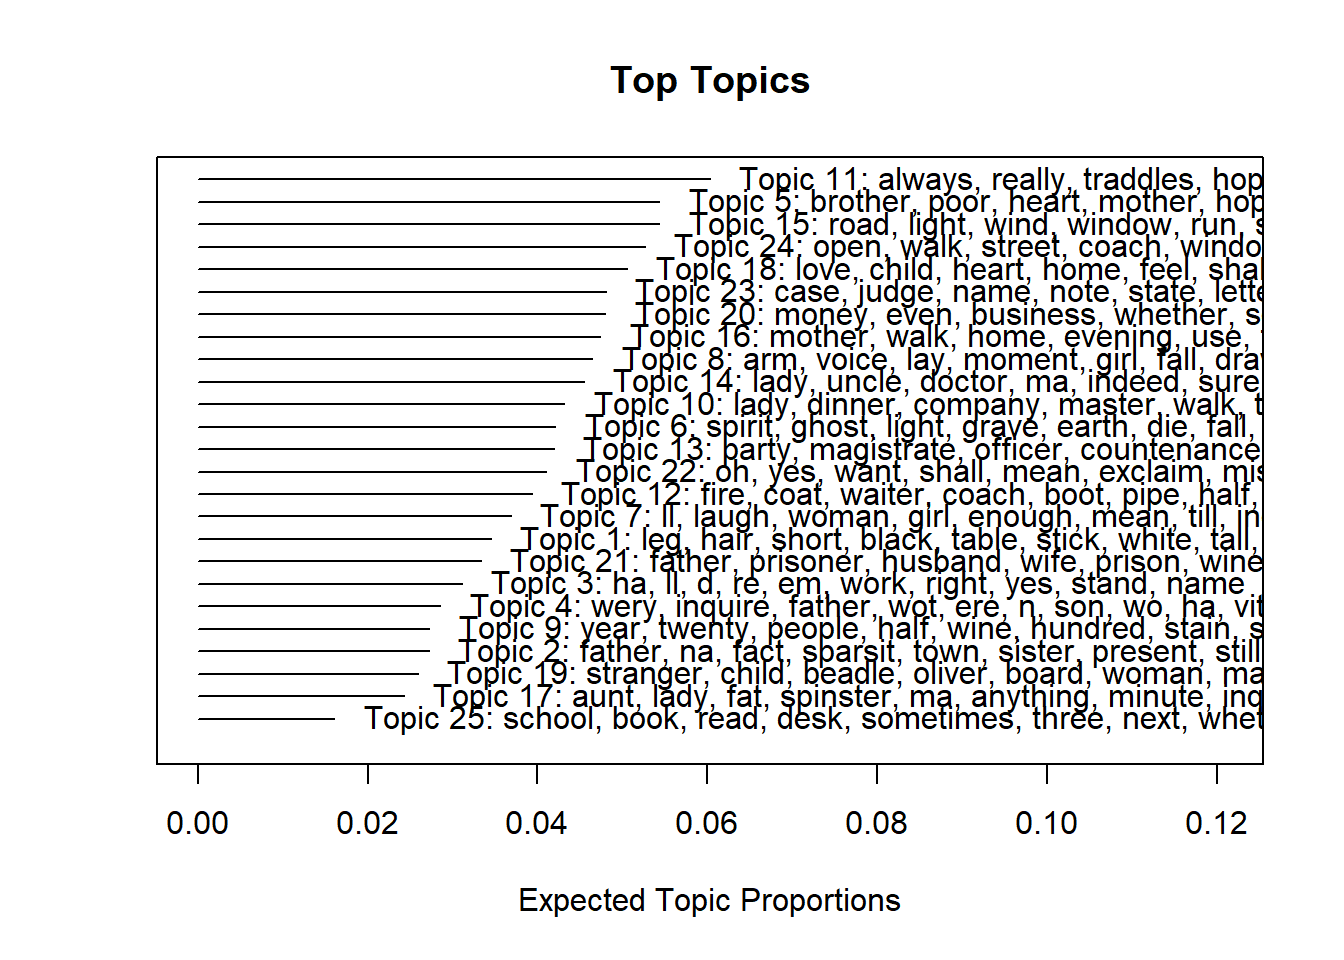 Top Topics
Topic 11: always, really, traddles, hop
Topic 5: brother, poor, heart, mother, hop
Topic 15: road, light, wind, window, run, s
Topic 24: open, walk, street, coach, windo
Topic 18: love, child, heart, home, feel, shal
Topic 23: case, judge, name, note, state, lette
Topic 20: money, even, business, whether, s
Topic 16: mother, walk, home, evening, use,
Topic 8: arm, voice, lay, moment, girl, fall, draw
Topic 14: lady, uncle, doctor, ma, indeed, sure
Topic 10: lady, dinner, company, master, walk, t
Topic 6: spirit, ghost, light, grave, earth, die, fall,
Topic 13: party, magistrate, officer, countenance
Topic 22: oh, yes, want, shall, mean, exclaim, mis
Topic 12: fire, coat, waiter, coach, boot, pipe, half,
Topic 7: ll, laugh, woman, girl, enough, mean, till, in
Topic 1: leg, hair, short, black, table, stick, white, tall,
Topic 21: father, prisoner, husband, wife, prison, wine
Topic 3: ha, ll, d, re, em, work, right, yes, stand, name
Topic 4: wery, inquire, father, wot, ere, n, son, wo, ha, vit
Topic 9: year, twenty, people, half, wine, hundred, stain, s
Topic 2: father, na, fact, sparsit, town, sister, present, still
Topic 19: stranger, child, beadle, oliver, board, woman, ma
Topic 17: aunt, lady, fat, spinster, ma, anything, minute, inq
Topic 25: school, book, read, desk, sometimes, three, next, whet
0.00 0.02 0.04 0.06 0.08 0.10 0.12
Expected Topic Proportions